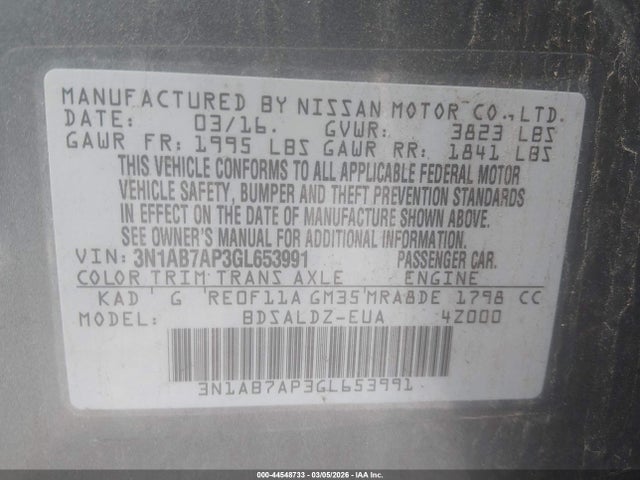 MANUFACTURED BY NISSAN MOTOR CO., LTD.
DATE: 03/16. GVWR: 3823 LBS
GAWR FR: 1995 LBS GAWR RR: 1841 LBS
THIS VEHICLE CONFORMS TO ALL APPLICABLE FEDERAL MOTOR
VEHICLE SAFETY, BUMPER AND THEFT PREVENTION STANDARDS
IN EFFECT ON THE DATE OF MANUFACTURE SHOWN ABOVE.
SEE OWNER'S MANUAL FOR ADDITIONAL INFORMATION.
VIN: 3N1AB7AP3GL653991 PASSENGER CAR.
COLOR TRIM TRANS AXLE ENGINE
KAD G RE0F11A GM35 MRA8DE 1798 CC
MODEL: BDSALDZ-EUA 4Z000
3N1AB7AP3GL653991
000-44548733 — 03/05/2026 — IAA Inc.